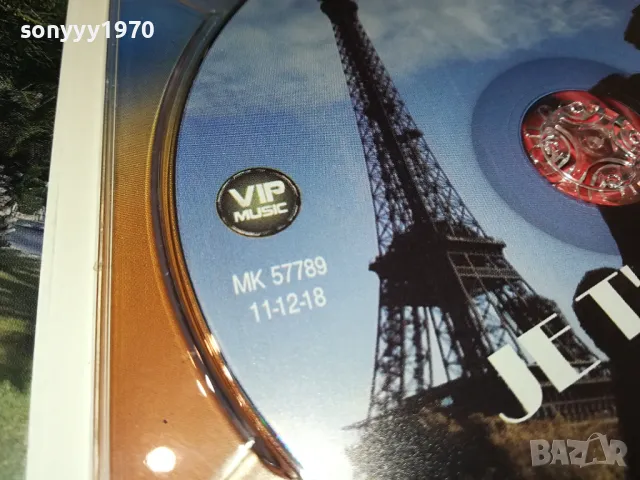 sonyyy1970
VIP
MUSIC
MK 57789
11-12-18
JE T'
BAZAR